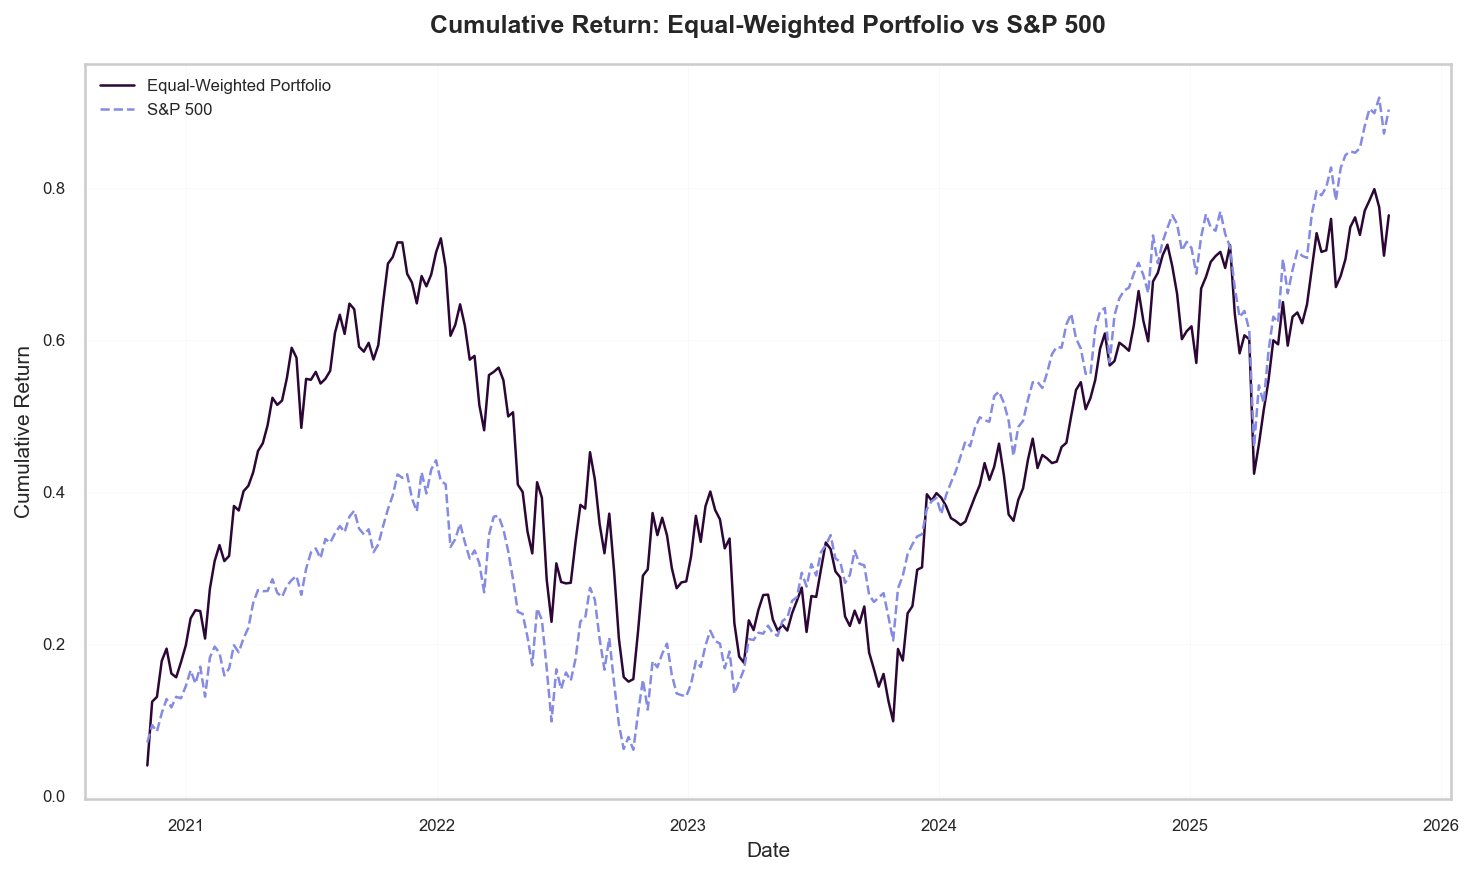 Cumulative Return: Equal-Weighted Portfolio vs S&P 500
Equal-Weighted Portfolio
S&P 500
Cumulative Return
0.8
0.6
0.4
0.2
0.0
2021 2022 2023 2024 2025 2026
Date